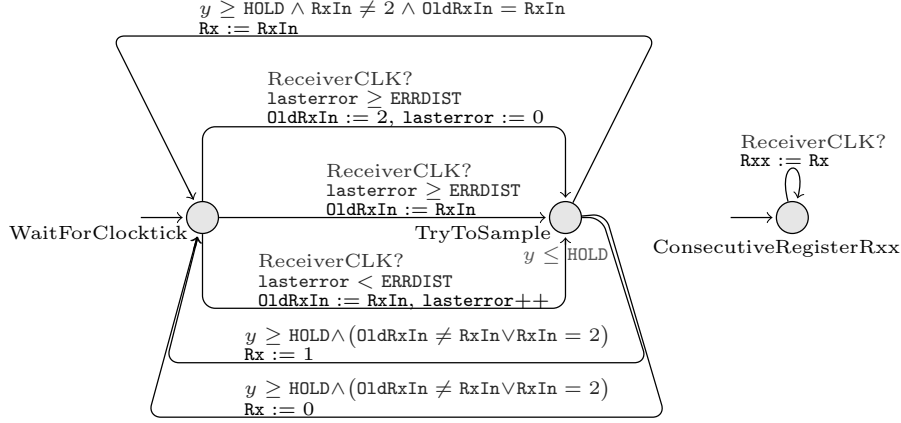 y ≥ HOLD ∧ RxIn ≠ 2 ∧ OldRxIn = RxIn
Rx := RxIn
ReceiverCLK?
lasterror ≥ ERRDIST
OldRxIn := 2, lasterror := 0
ReceiverCLK?
lasterror ≥ ERRDIST
OldRxIn := RxIn
WaitForClocktick
TryToSample
y ≤ HOLD
ReceiverCLK?
lasterror < ERRDIST
OldRxIn := RxIn, lasterror++
y ≥ HOLD∧(OldRxIn ≠ RxIn∨RxIn = 2)
Rx := 1
y ≥ HOLD∧(OldRxIn ≠ RxIn∨RxIn = 2)
Rx := 0
ReceiverCLK?
Rxx := Rx
ConsecutiveRegisterRxx